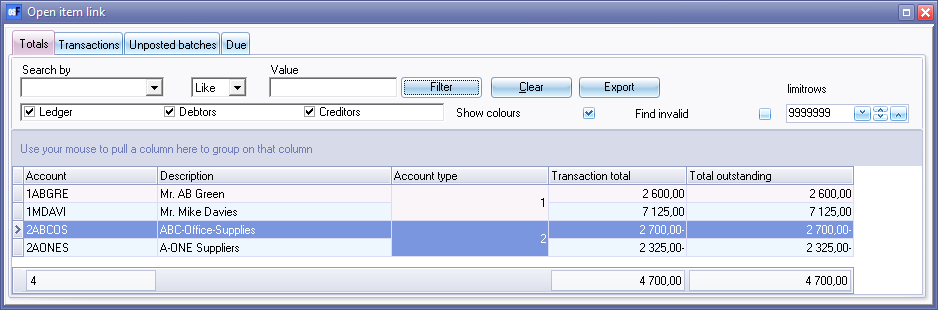 Open item link
Totals Transactions Unposted batches Due
Search by Value
Like Filter Clear Export limitrows
Ledger Debtors Creditors Show colours Find invalid 9999999
Use your mouse to pull a column here to group on that column
Account Description Account type Transaction total Total outstanding
1ABGRE Mr. AB Green 1 2 600,00 2 600,00
1MDAVI Mr. Mike Davies 7 125,00 7 125,00
2ABCOS ABC-Office-Supplies 2 2 700,00- 2 700,00-
2AONES A-ONE Suppliers 2 325,00- 2 325,00-
4 4 700,00 4 700,00